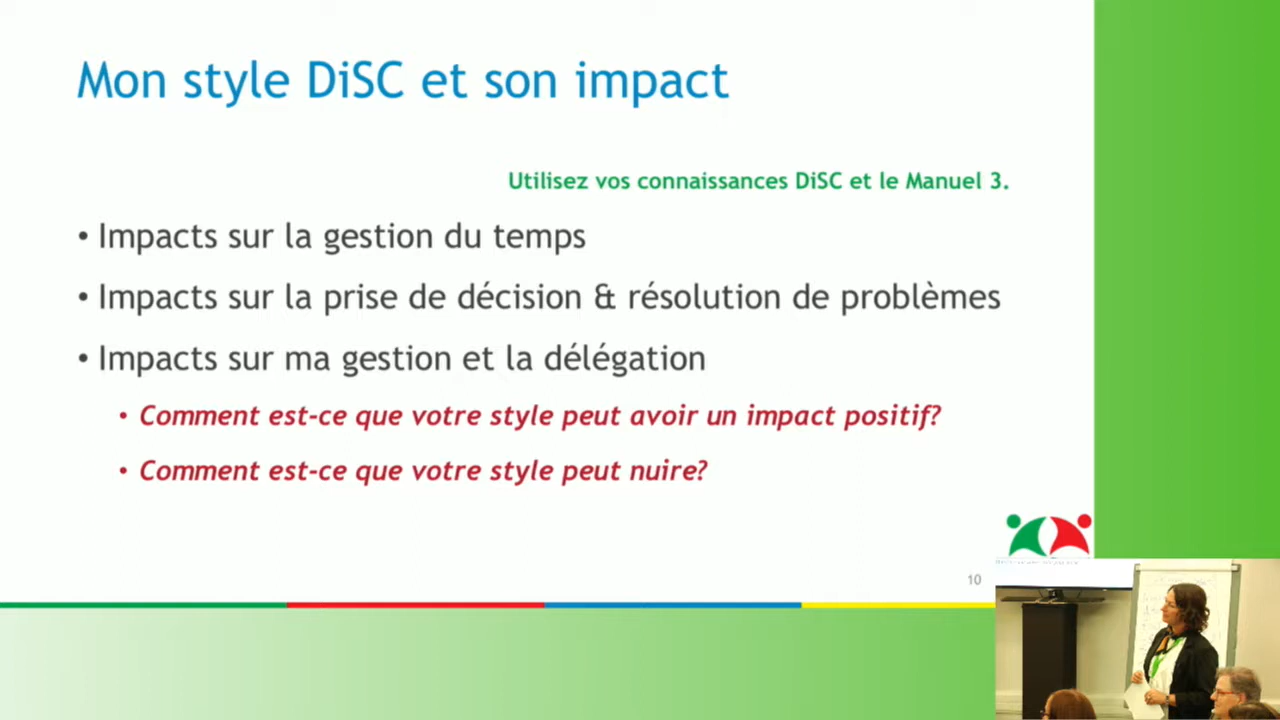 Mon style DiSC et son impact
Utilisez vos connaissances DiSC et le Manuel 3.
• Impacts sur la gestion du temps
• Impacts sur la prise de décision & résolution de problèmes
• Impacts sur ma gestion et la délégation
• Comment est-ce que votre style peut avoir un impact positif?
• Comment est-ce que votre style peut nuire?
10